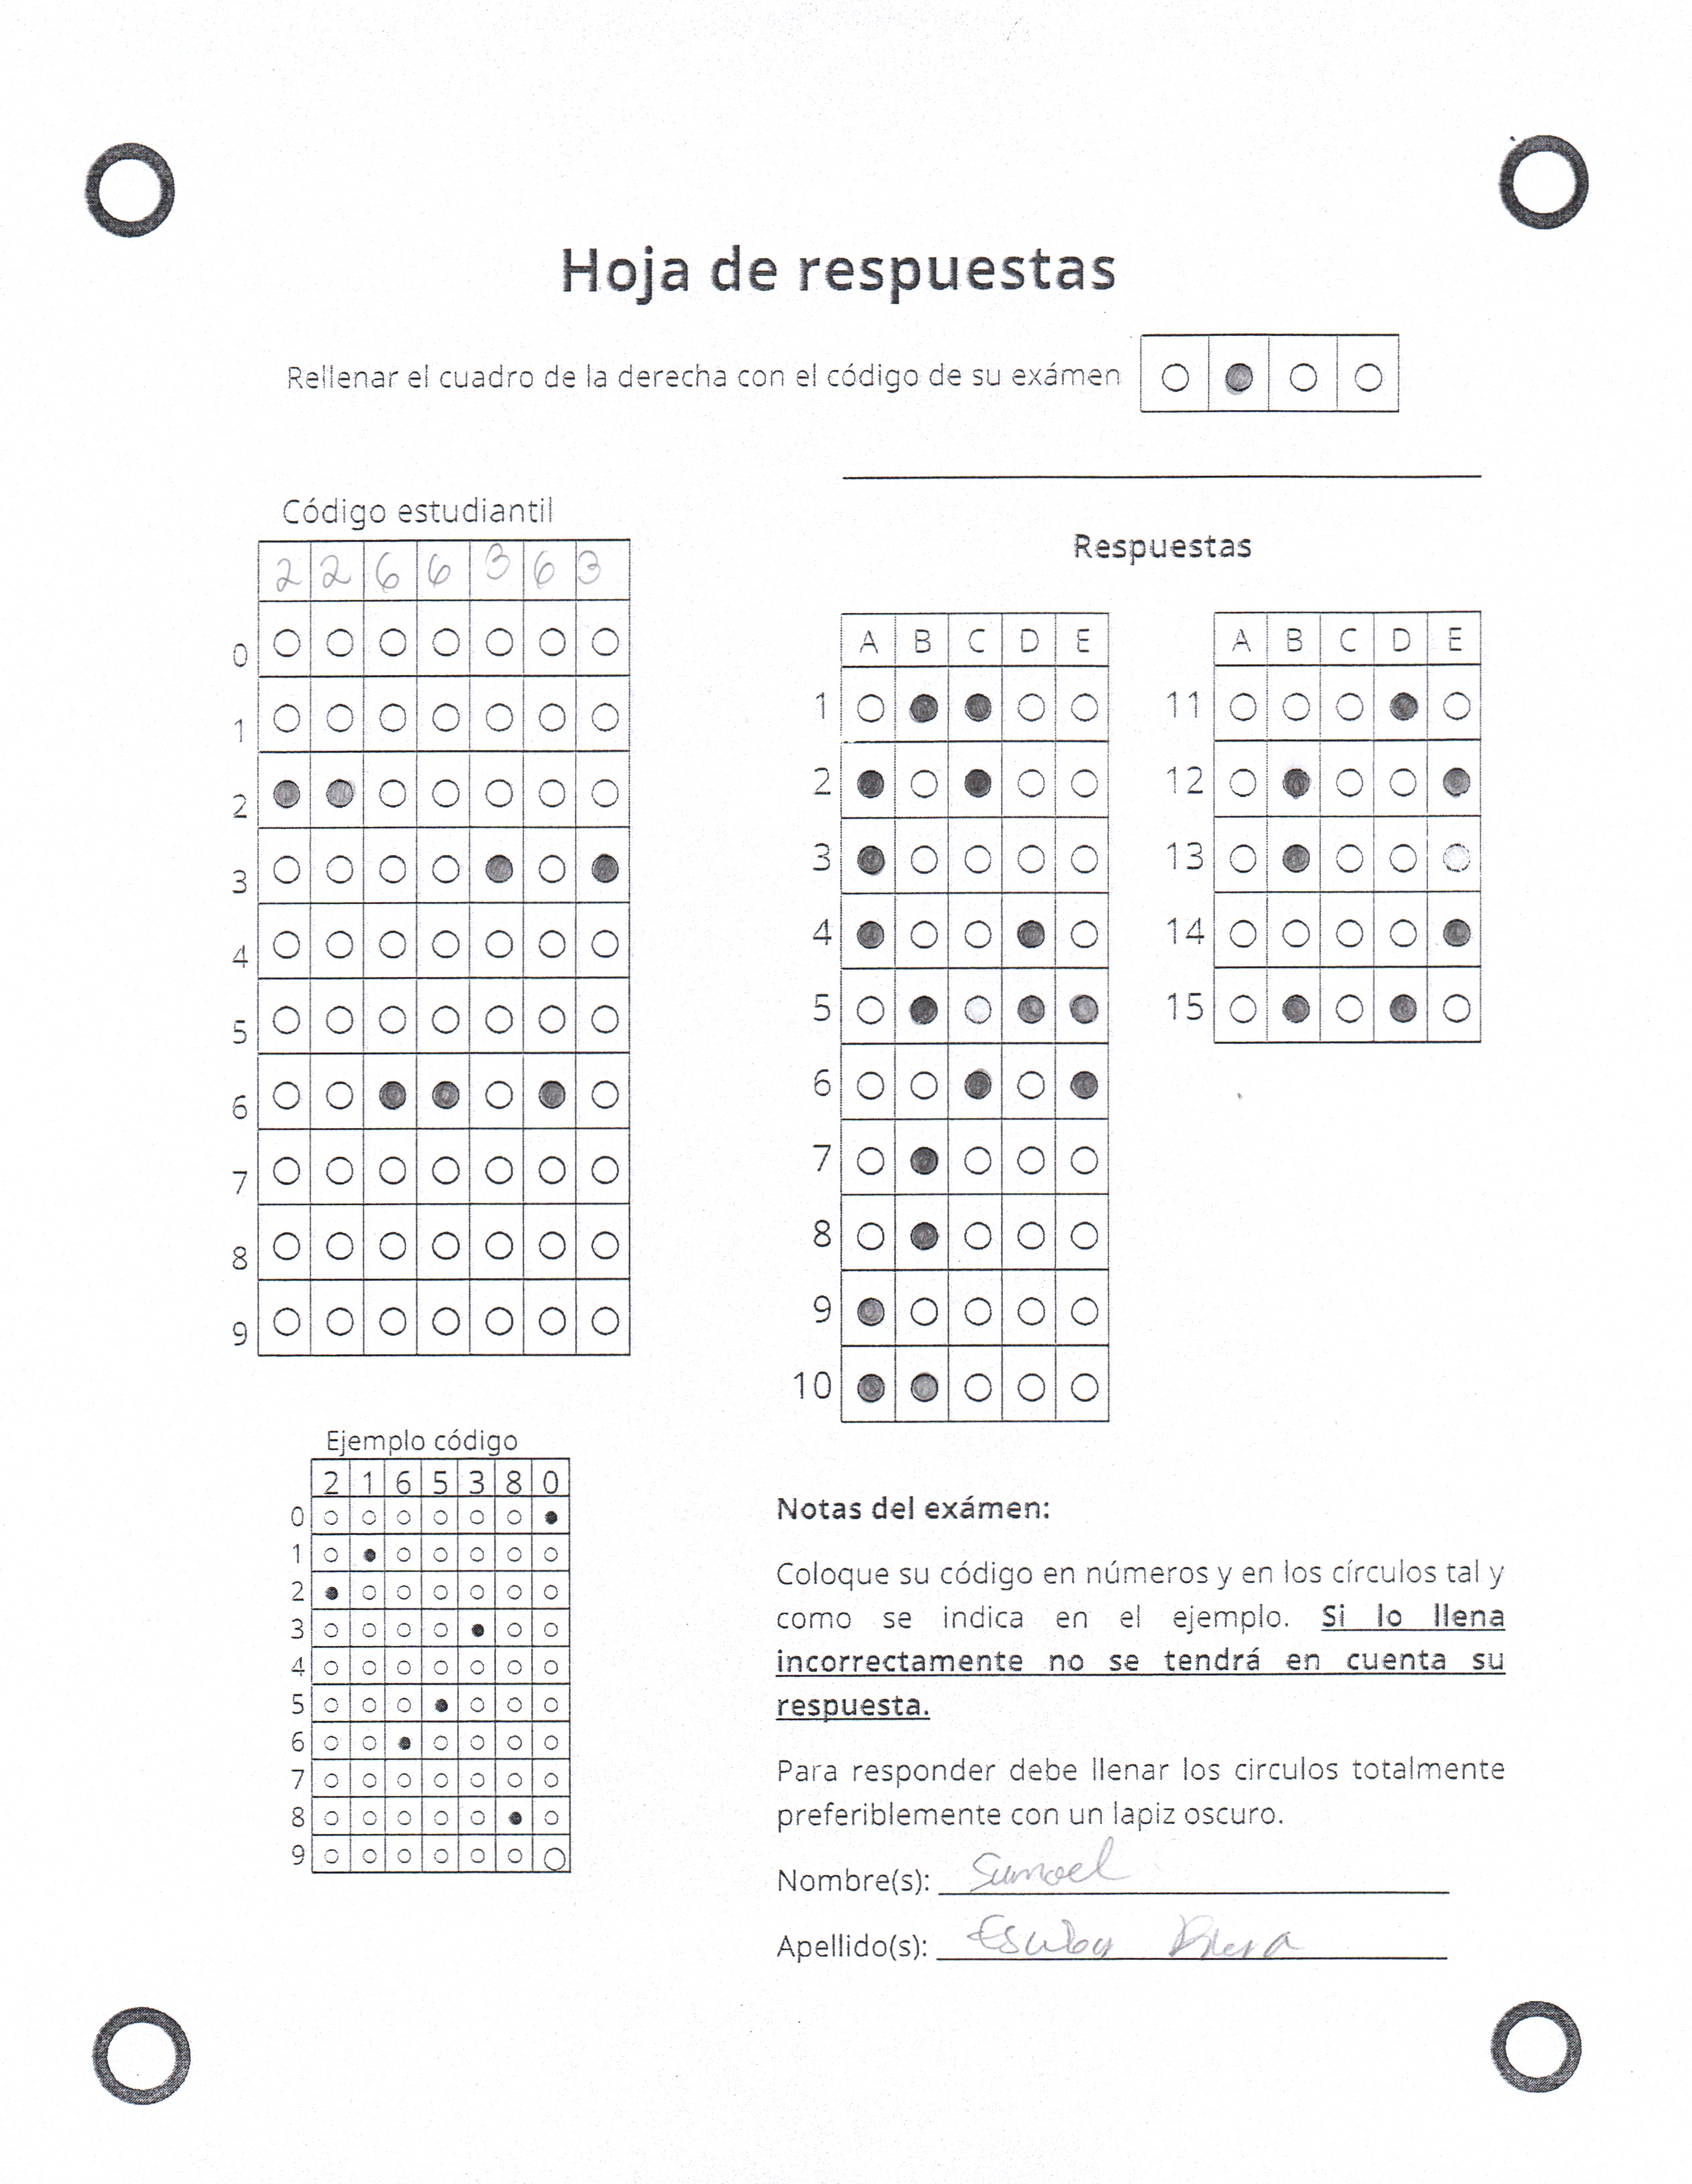 Hoja de respuestas
Rellenar el cuadro de la derecha con el código de su exámen
Código estudiantil
2 2 6 6 3 6 3
0
1
2
3
4
5
6
7
8
9
Respuestas
A B C D E
1
2
3
4
5
6
7
8
9
10
A B C D E
11
12
13
14
15
Ejemplo código
2 1 6 5 3 8 0
0
1
2
3
4
5
6
7
8
9
Notas del exámen:
Coloque su código en números y en los círculos tal y
como se indica en el ejemplo. Si lo llena
incorrectamente no se tendrá en cuenta su
respuesta.
Para responder debe llenar los circulos totalmente
preferiblemente con un lapiz oscuro.
Nombre(s):
Apellido(s):